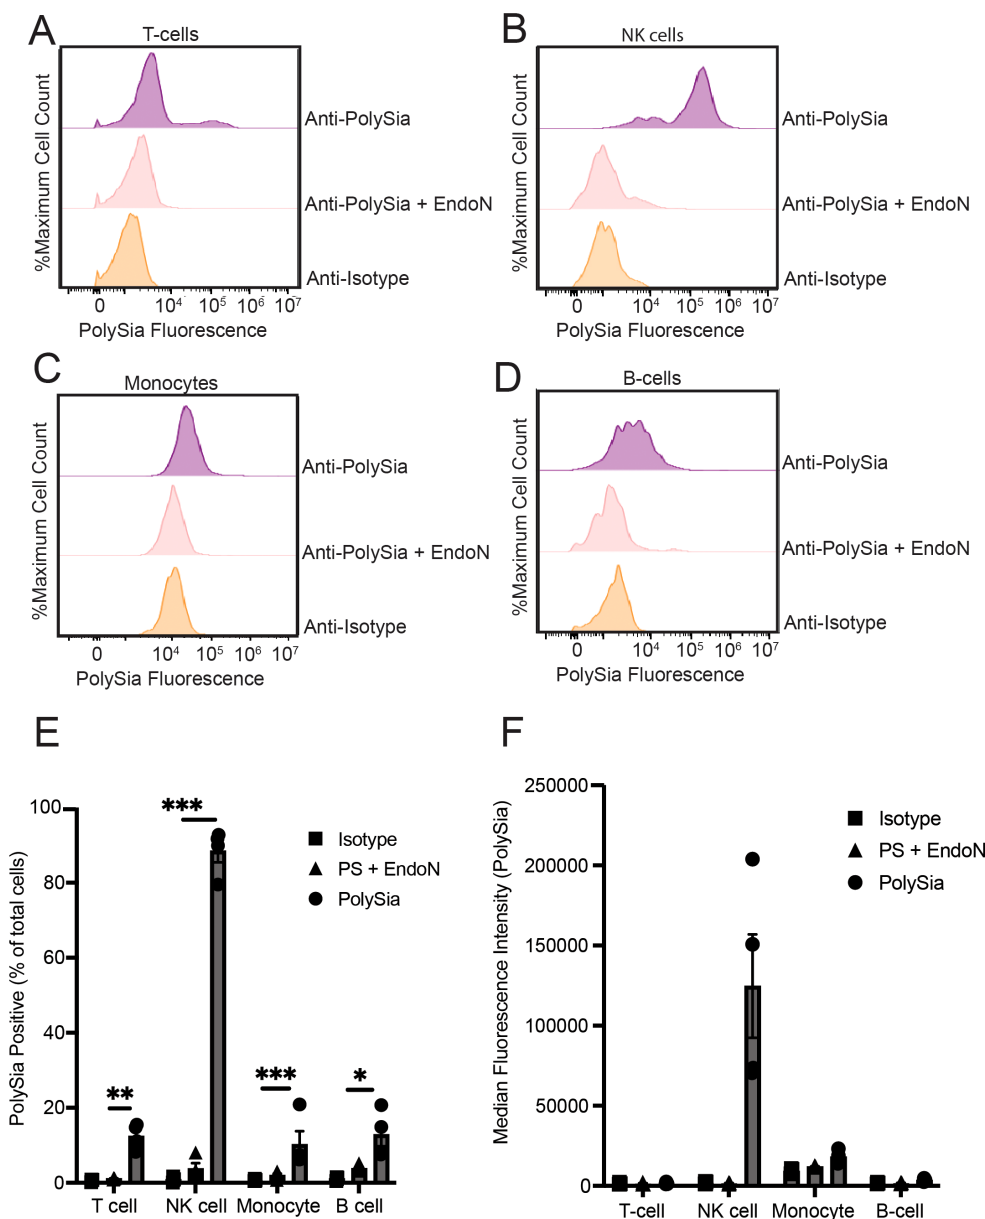 A
T-cells
%Maximum Cell Count
Anti-PolySia
Anti-PolySia + EndoN
Anti-Isotype
0 10⁴ 10⁵ 10⁶ 10⁷
PolySia Fluorescence
B
NK cells
%Maximum Cell Count
Anti-PolySia
Anti-PolySia + EndoN
Anti-Isotype
0 10⁴ 10⁵ 10⁶ 10⁷
PolySia Fluorescence
C
Monocytes
%Maximum Cell Count
Anti-PolySia
Anti-PolySia + EndoN
Anti-Isotype
0 10⁴ 10⁵ 10⁶ 10⁷
PolySia Fluorescence
D
B-cells
%Maximum Cell Count
Anti-PolySia
Anti-PolySia + EndoN
Anti-Isotype
0 10⁴ 10⁵ 10⁶ 10⁷
PolySia Fluorescence
E
PolySia Positive (% of total cells)
100
80
60
40
20
0
**
***
***
*
Isotype
PS + EndoN
PolySia
T cell NK cell Monocyte B cell
F
Median Fluorescence Intensity (PolySia)
250000
200000
150000
100000
50000
0
Isotype
PS + EndoN
PolySia
T-cell NK cell Monocyte B-cell